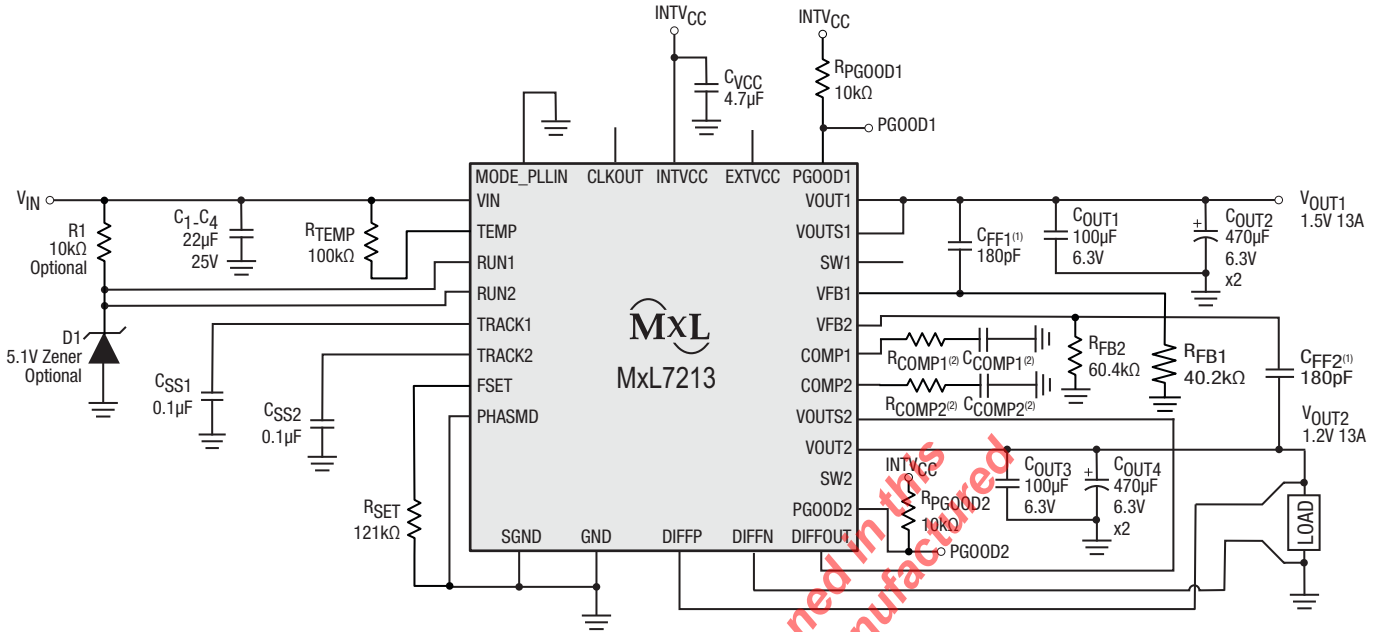 INTVCC
INTVCC
CVCC
4.7µF
RPGOOD1
10kΩ
PGOOD1
MODE_PLLIN CLKOUT INTVCC EXTVCC PGOOD1
VIN
R1
10kΩ
Optional
C1-C4
22µF
25V
RTEMP
100kΩ
D1
5.1V Zener
Optional
CSS1
0.1µF
CSS2
0.1µF
RSET
121kΩ
VIN
TEMP
RUN1
RUN2
TRACK1
TRACK2
FSET
PHASMD
MXL
MxL7213
VOUT1
VOUTS1
SW1
VFB1
VFB2
COMP1
COMP2
VOUTS2
VOUT2
SW2
PGOOD2
SGND GND DIFFP DIFFN DIFFOUT
CFF1(1)
180pF
COUT1
100µF
6.3V
COUT2
+
470µF
6.3V
x2
VOUT1
1.5V 13A
RCOMP1(2) CCOMP1(2)
RCOMP2(2) CCOMP2(2)
RFB2
60.4kΩ
RFB1
40.2kΩ
CFF2(1)
180pF
VOUT2
1.2V 13A
INTVCC
RPGOOD2
10kΩ
PGOOD2
COUT3
100µF
6.3V
COUT4
+
470µF
6.3V
x2
LOAD
ned in this
nufactured